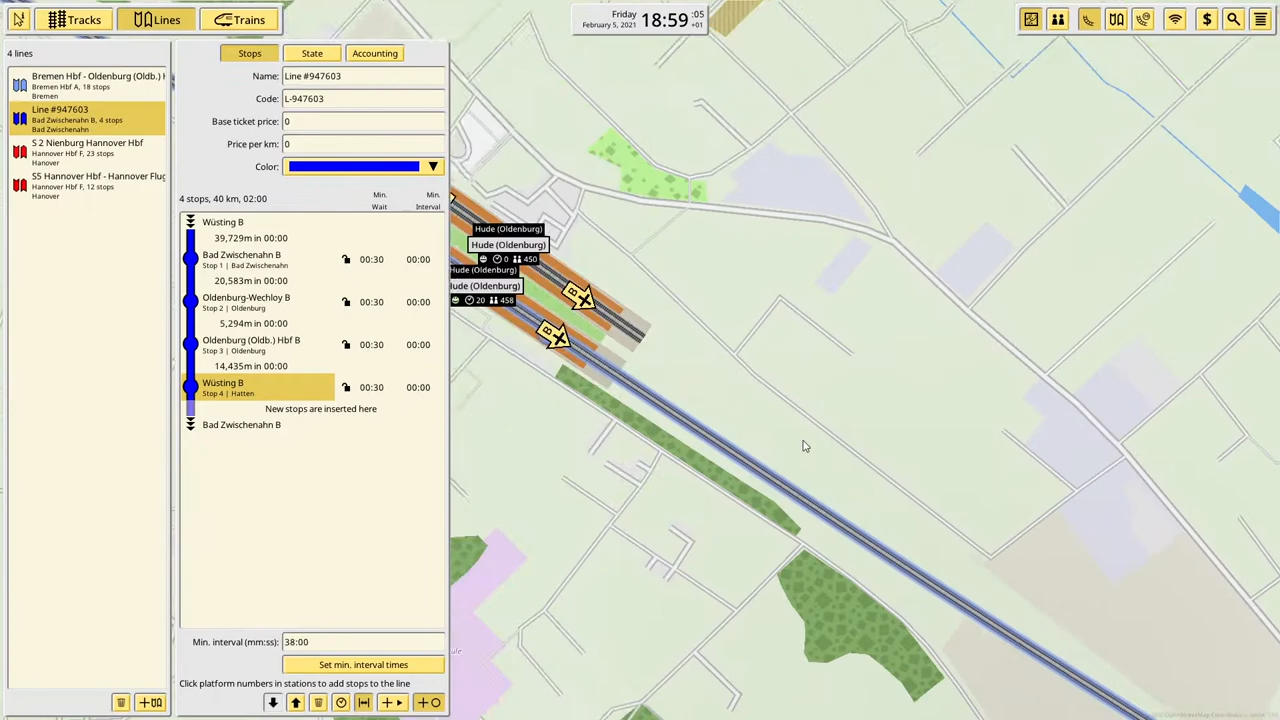 Tracks
Lines
Trains
Friday
February 5, 2021
18:59
:05
+01
4 lines
Bremen Hbf - Oldenburg (Oldb.) H
Bremen Hbf A, 18 stops
Bremen
Line #947603
Bad Zwischenahn B, 4 stops
Bad Zwischenahn
S 2 Nienburg Hannover Hbf
Hannover Hbf F, 23 stops
Hanover
S5 Hannover Hbf - Hannover Flug
Hannover Hbf F, 12 stops
Hanover
Stops
State
Accounting
Name: Line #947603
Code: L-947603
Base ticket price: 0
Price per km: 0
Color:
4 stops, 40 km, 02:00
Min. Wait
Min. Interval
Wüsting B
39,729m in 00:00
Bad Zwischenahn B 00:30 00:00
Stop 1 | Bad Zwischenahn
20,583m in 00:00
Oldenburg-Wechloy B 00:30 00:00
Stop 2 | Oldenburg
5,294m in 00:00
Oldenburg (Oldb.) Hbf B 00:30 00:00
Stop 3 | Oldenburg
14,435m in 00:00
Wüsting B 00:30 00:00
Stop 4 | Hatten
New stops are inserted here
Bad Zwischenahn B
Min. interval (mm:ss): 38:00
Set min. interval times
Click platform numbers in stations to add stops to the line
Hude (Oldenburg)
Hude (Oldenburg)
0 450
Hude (Oldenburg)
lude (Oldenburg)
20 458
B
B
$